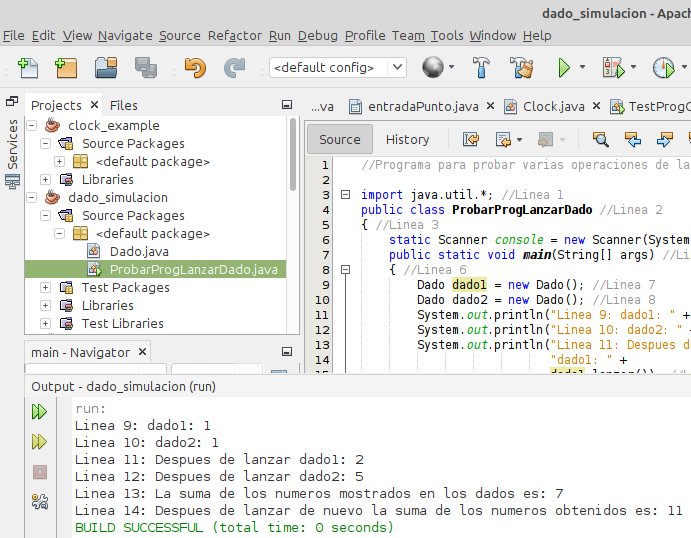 dado_simulacion - Apac
File Edit View Navigate Source Refactor Run Debug Profile Team Tools Window Help
<default config>
Projects Files
Services
clock_example
Source Packages
<default package>
Libraries
dado_simulacion
Source Packages
<default package>
Dado.java
ProbarProgLanzarDado.java
Test Packages
Libraries
Test Libraries
main - Navigator
...va entradaPunto.java Clock.java TestProgC
Source History
1 //Programa para probar varias operaciones de la
2
3 import java.util.*; //Linea 1
4 public class ProbarProgLanzarDado //Linea 2
5 { //Linea 3
6 static Scanner console = new Scanner(System
7 public static void main(String[] args) //Li
8 { //Linea 6
9 Dado dado1 = new Dado(); //Linea 7
10 Dado dado2 = new Dado(); //Linea 8
11 System.out.println("Linea 9: dado1: " +
12 System.out.println("Linea 10: dado2: " +
13 System.out.println("Linea 11: Despues d
14 "dado1: " +
Output - dado_simulacion (run)
run:
Linea 9: dado1: 1
Linea 10: dado2: 1
Linea 11: Despues de lanzar dado1: 2
Linea 12: Despues de lanzar dado2: 5
Linea 13: La suma de los numeros mostrados en los dados es: 7
Linea 14: Despues de lanzar de nuevo la suma de los numeros obtenidos es: 11
BUILD SUCCESSFUL (total time: 0 seconds)